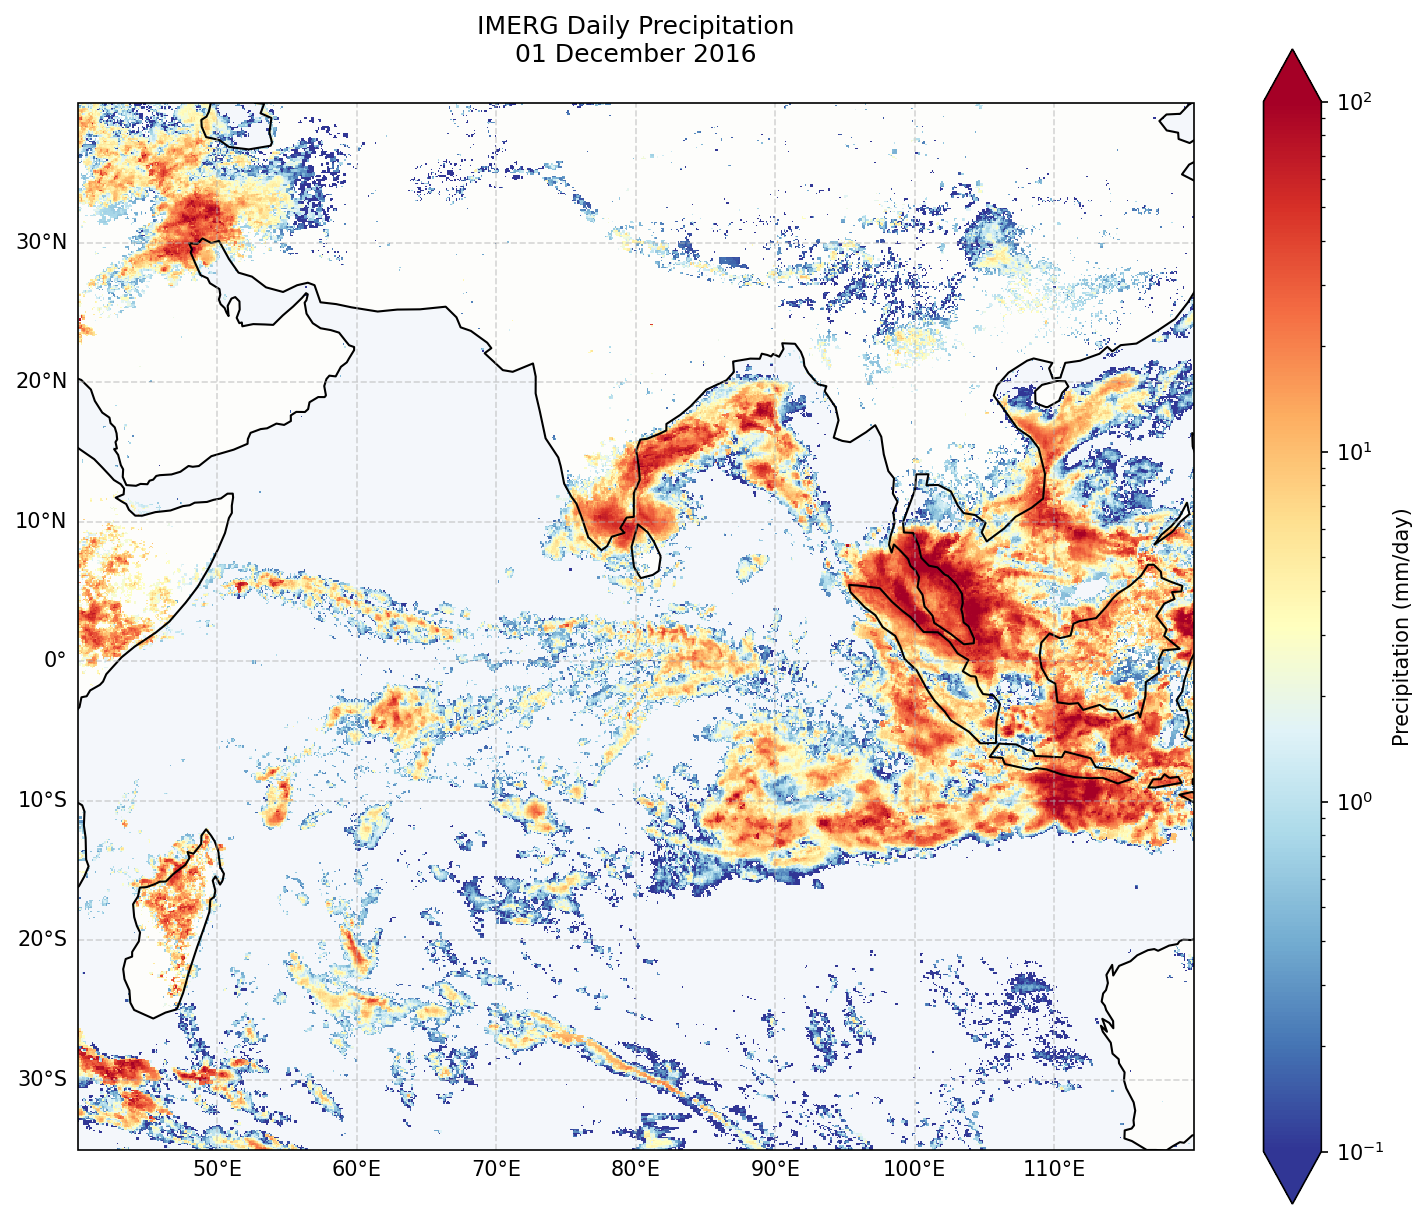 IMERG Daily Precipitation
01 December 2016
30°N
20°N
10°N
0°
10°S
20°S
30°S
50°E
60°E
70°E
80°E
90°E
100°E
110°E
10²
10¹
10⁰
10⁻¹
Precipitation (mm/day)